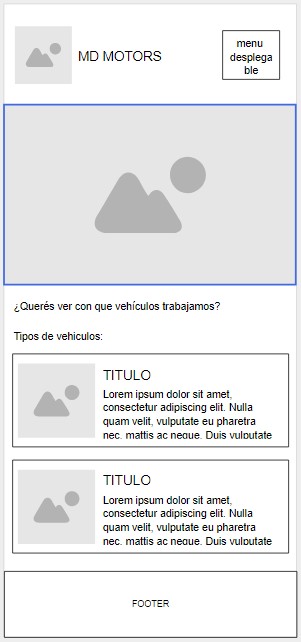 MD MOTORS
menu
desplega
ble
¿Querés ver con que vehículos trabajamos?
Tipos de vehiculos:
TITULO
Lorem ipsum dolor sit amet,
consectetur adipiscing elit. Nulla
quam velit, vulputate eu pharetra
nec, mattis ac neque. Duis vulputate
TITULO
Lorem ipsum dolor sit amet,
consectetur adipiscing elit. Nulla
quam velit, vulputate eu pharetra
nec, mattis ac neque. Duis vulputate
FOOTER